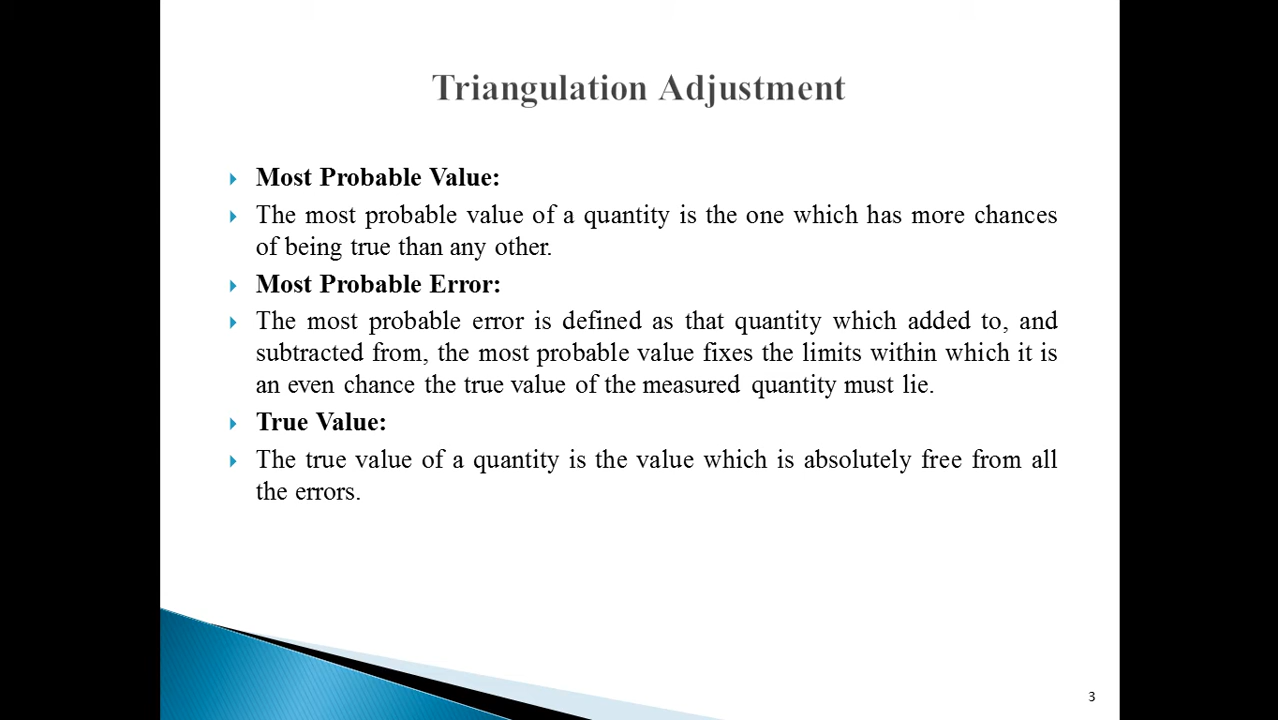 Triangulation Adjustment
Most Probable Value:
The most probable value of a quantity is the one which has more chances
of being true than any other.
Most Probable Error:
The most probable error is defined as that quantity which added to, and
subtracted from, the most probable value fixes the limits within which it is
an even chance the true value of the measured quantity must lie.
True Value:
The true value of a quantity is the value which is absolutely free from all
the errors.
3